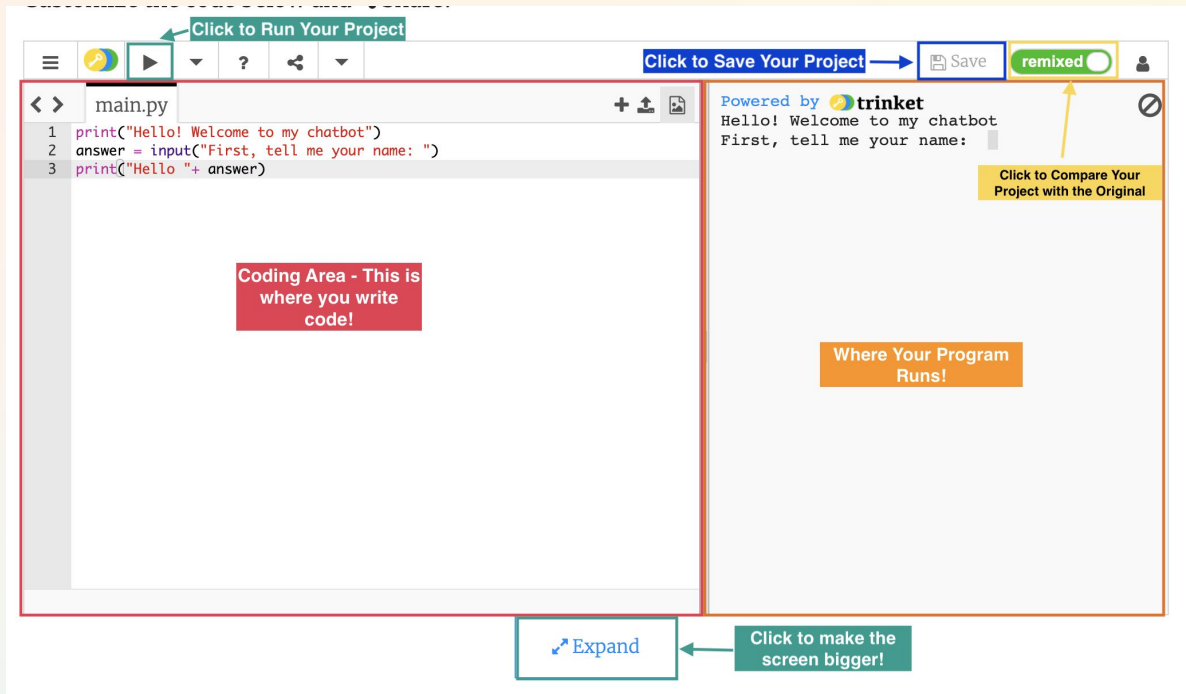 Click to Run Your Project
?
Click to Save Your Project
Save
remixed
main.py
1 print("Hello! Welcome to my chatbot")
2 answer = input("First, tell me your name: ")
3 print("Hello "+ answer)
Powered by trinket
Hello! Welcome to my chatbot
First, tell me your name:
Click to Compare Your
Project with the Original
Coding Area - This is
where you write
code!
Where Your Program
Runs!
Expand
Click to make the
screen bigger!